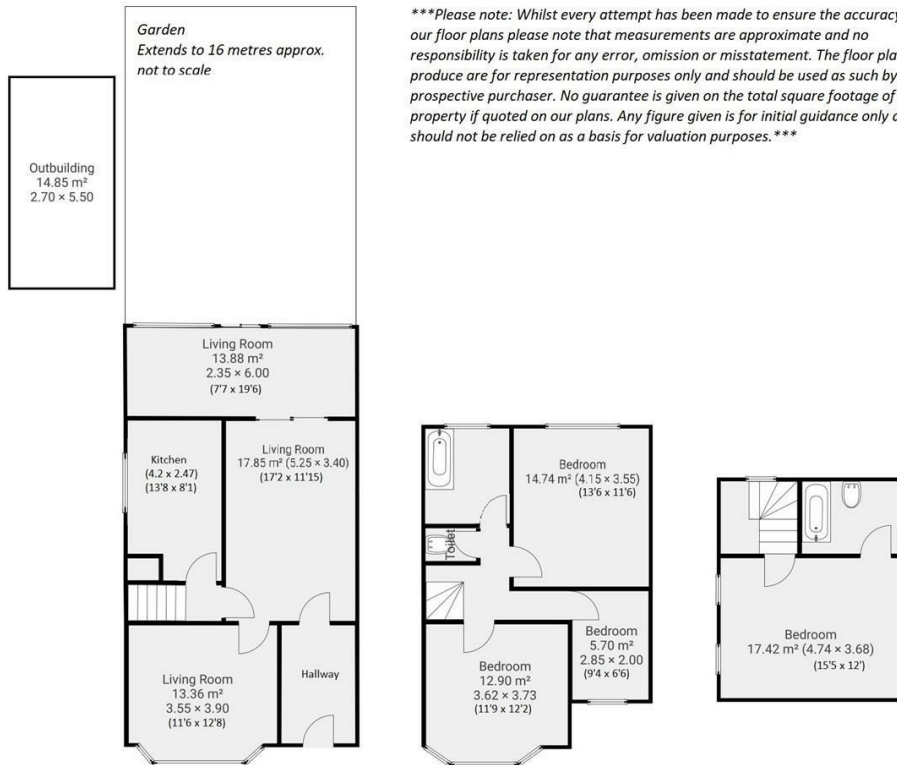 ***Please note: Whilst every attempt has been made to ensure the accuracy
our floor plans please note that measurements are approximate and no
responsibility is taken for any error, omission or misstatement. The floor
produce are for representation purposes only and should be used as such by
prospective purchaser. No guarantee is given on the total square footage of
property if quoted on our plans. Any figure given is for initial guidance only
should not be relied on as a basis for valuation purposes.***
Garden
Extends to 16 metres approx.
not to scale
Outbuilding
14.85 m²
2.70 × 5.50
Living Room
13.88 m²
2.35 × 6.00
(7'7 x 19'6)
Kitchen
(4.2 x 2.47)
(13'8 x 8'1)
Living Room
17.85 m² (5.25 × 3.40)
(17'2 x 11'15)
Living Room
13.36 m²
3.55 × 3.90
(11'6 x 12'8)
Hallway
Toilet
Bedroom
14.74 m² (4.15 × 3.55)
(13'6 x 11'6)
Bedroom
5.70 m²
2.85 × 2.00
(9'4 x 6'6)
Bedroom
12.90 m²
3.62 × 3.73
(11'9 x 12'2)
Bedroom
17.42 m² (4.74 × 3.68)
(15'5 x 12')